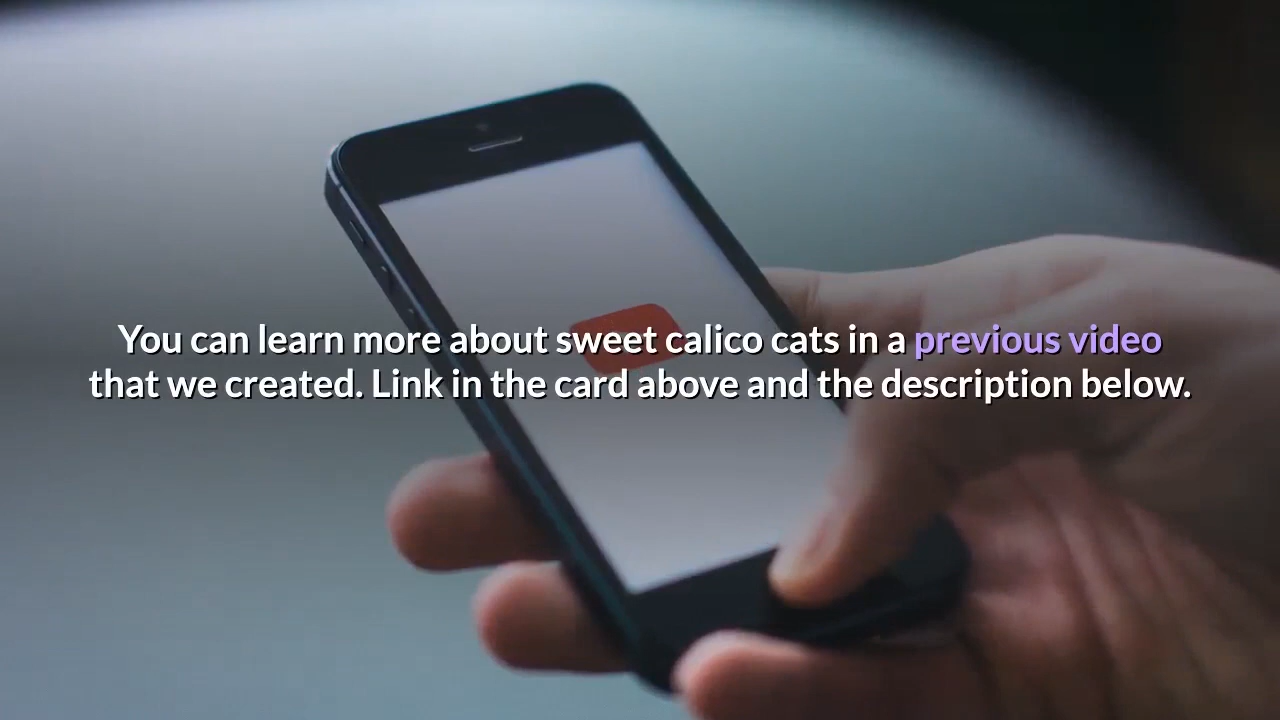 You can learn more about sweet calico cats in a previous video
that we created. Link in the card above and the description below.